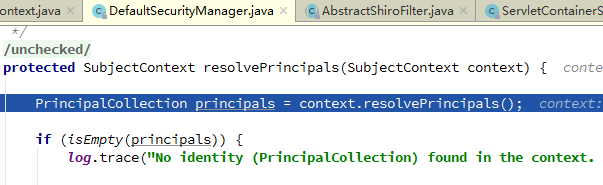 ontext.java × DefaultSecurityManager.java × AbstractShiroFilter.java × ServletContainerS
*/
/unchecked/
protected SubjectContext resolvePrincipals(SubjectContext context) { conte
PrincipalCollection principals = context.resolvePrincipals(); context:
if (isEmpty(principals)) {
log.trace("No identity (PrincipalCollection) found in the context.